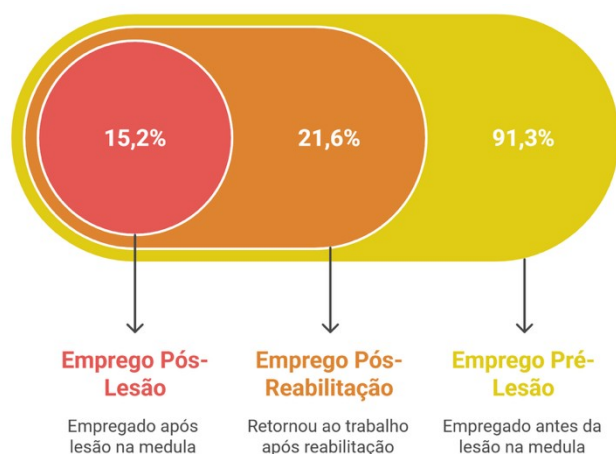 15,2%
21,6%
91,3%
Emprego Pós-
Lesão
Empregado após
lesão na medula
Emprego Pós-
Reabilitação
Retornou ao trabalho
após reabilitação
Emprego Pré-
Lesão
Empregado antes da
lesão na medula